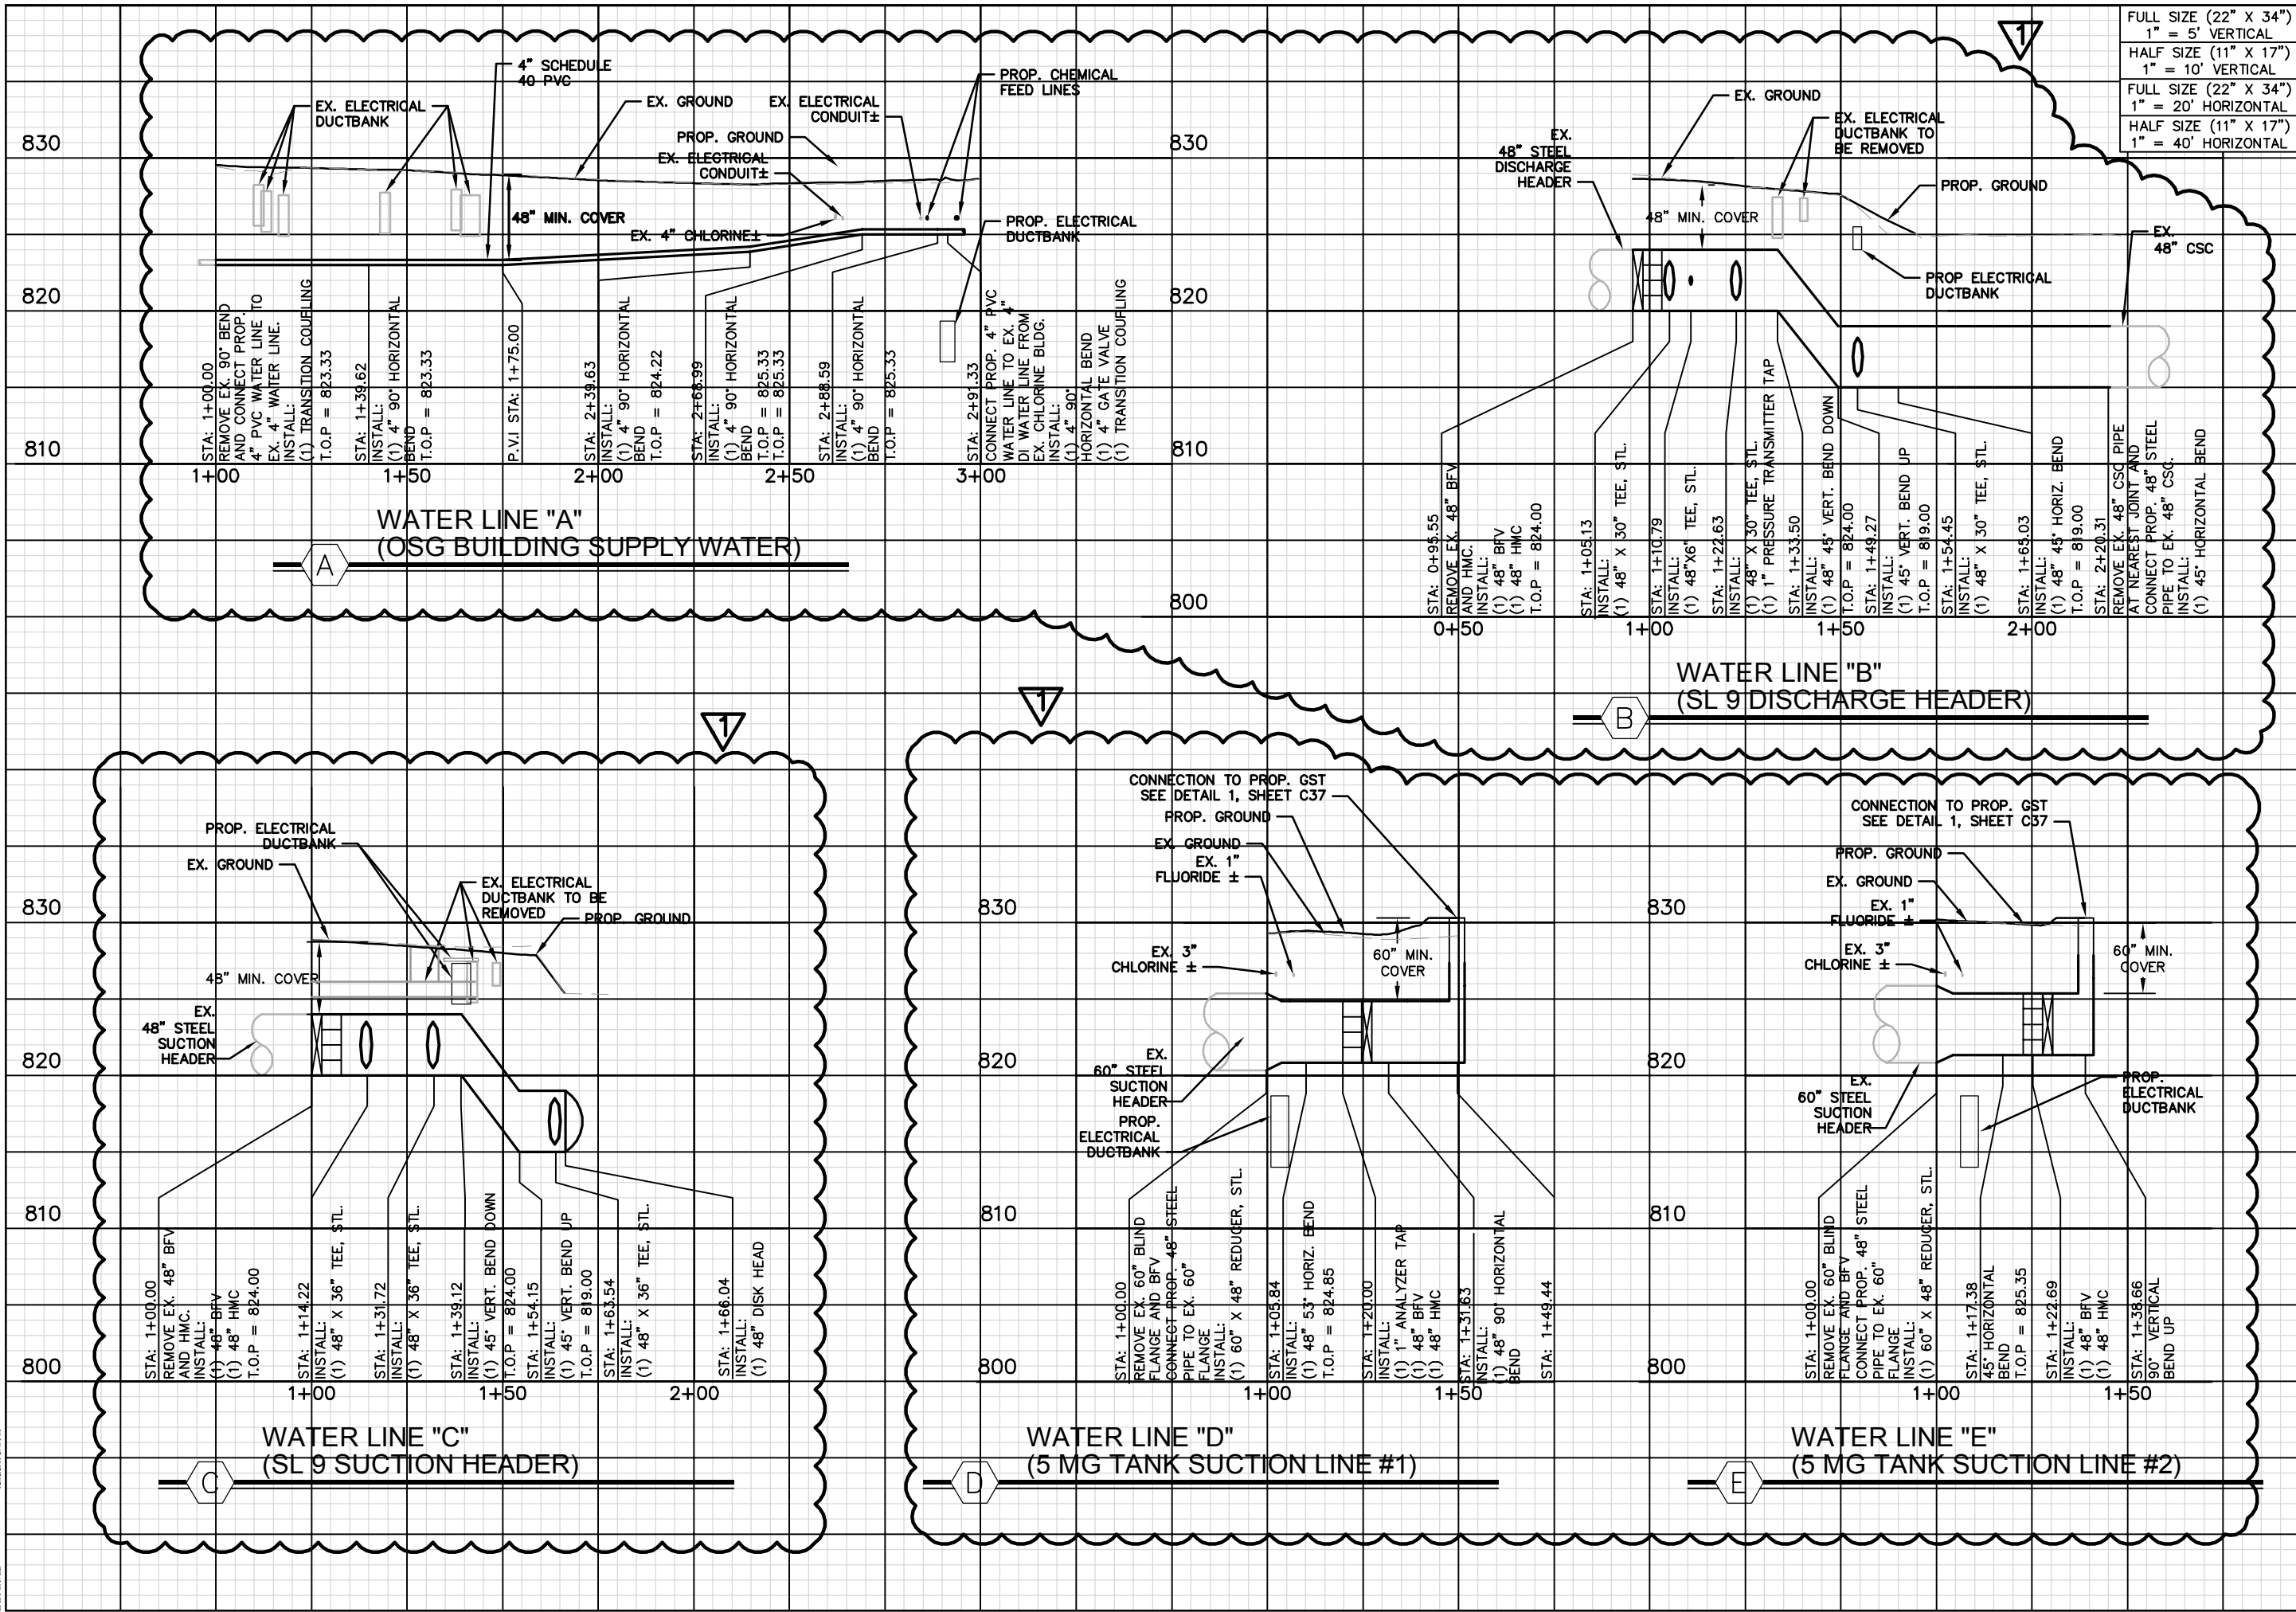 FULL SIZE (22" X 34")
1" = 5' VERTICAL
HALF SIZE (11" X 17")
1" = 10' VERTICAL
FULL SIZE (22" X 34")
1" = 20' HORIZONTAL
HALF SIZE (11" X 17")
1" = 40' HORIZONTAL
1
4" SCHEDULE
40 PVC
EX. ELECTRICAL
DUCTBANK
EX. GROUND
EX. ELECTRICAL
CONDUIT±
PROP. CHEMICAL
FEED LINES
PROP. GROUND
EX. ELECTRICAL
CONDUIT±
48" MIN. COVER
EX. 4" CHLORINE±
PROP. ELECTRICAL
DUCTBANK
830
820
810
STA: 1+00.00
REMOVE EX. 90° BEND
AND CONNECT PROP.
4" PVC WATER LINE TO
EX. 4" WATER LINE.
INSTALL:
(1) TRANSITION COUPLING
T.O.P = 823.33
STA: 1+39.62
INSTALL:
(1) 4" 90° HORIZONTAL
BEND
T.O.P = 823.33
P.V.I STA: 1+75.00
STA: 2+39.63
INSTALL:
(1) 4" 90° HORIZONTAL
BEND
T.O.P = 824.22
STA: 2+68.99
INSTALL:
(1) 4" 90° HORIZONTAL
BEND
T.O.P = 825.33
T.O.P = 825.33
STA: 2+88.59
INSTALL:
(1) 4" 90° HORIZONTAL
BEND
T.O.P = 825.33
STA: 2+91.33
CONNECT PROP. 4" PVC
WATER LINE TO EX. 4"
DI WATER LINE FROM
EX. CHLORINE BLDG.
INSTALL:
(1) 4" 90°
HORIZONTAL BEND
(1) 4" GATE VALVE
(1) TRANSTION COUPLING
1+00
1+50
2+00
2+50
3+00
WATER LINE "A"
(OSG BUILDING SUPPLY WATER)
A
EX. GROUND
EX.
48" STEEL
DISCHARGE
HEADER
EX. ELECTRICAL
DUCTBANK TO
BE REMOVED
PROP. GROUND
48" MIN. COVER
EX.
48" CSC
PROP ELECTRICAL
DUCTBANK
830
820
810
800
STA: 0+95.55
REMOVE EX. 48" BFV
AND HMC.
INSTALL:
(1) 48" BFV
(1) 48" HMC
T.O.P = 824.00
STA: 1+05.13
INSTALL:
(1) 48" X 30" TEE, STL.
STA: 1+10.79
INSTALL:
(1) 48"X6" TEE, STL.
STA: 1+22.63
INSTALL:
(1) 48" X 30" TEE, STL.
(1) 1" PRESSURE TRANSMITTER TAP
STA: 1+33.50
INSTALL:
(1) 48" 45° VERT. BEND DOWN
T.O.P = 824.00
STA: 1+49.27
INSTALL:
(1) 45° VERT. BEND UP
T.O.P = 819.00
STA: 1+54.45
INSTALL:
(1) 48" X 30" TEE, STL.
STA: 1+65.03
INSTALL:
(1) 48" 45° HORIZ. BEND
T.O.P = 819.00
STA: 2+20.31
REMOVE EX. 48" CSC PIPE
AT NEAREST JOINT AND
CONNECT PROP. 48" STEEL
PIPE TO EX. 48" CSC.
INSTALL:
(1) 45° HORIZONTAL BEND
0+50
1+00
1+50
2+00
WATER LINE "B"
(SL 9 DISCHARGE HEADER)
B
1
PROP. ELECTRICAL
DUCTBANK
EX. GROUND
EX. ELECTRICAL
DUCTBANK TO BE
REMOVED
PROP. GROUND
48" MIN. COVER
EX.
48" STEEL
SUCTION
HEADER
830
820
810
800
STA: 1+00.00
REMOVE EX. 48" BFV
AND HMC.
INSTALL:
(1) 48" BFV
(1) 48" HMC
T.O.P = 824.00
STA: 1+14.22
INSTALL:
(1) 48" X 36" TEE, STL.
STA: 1+31.72
INSTALL:
(1) 48" X 36" TEE, STL.
STA: 1+39.12
INSTALL:
(1) 45° VERT. BEND DOWN
T.O.P = 824.00
STA: 1+54.15
INSTALL:
(1) 45° VERT. BEND UP
T.O.P = 819.00
STA: 1+63.54
INSTALL:
(1) 48" X 36" TEE, STL.
STA: 1+66.04
INSTALL:
(1) 48" DISK HEAD
1+00
1+50
2+00
WATER LINE "C"
(SL 9 SUCTION HEADER)
C
1
CONNECTION TO PROP. GST
SEE DETAIL 1, SHEET C37
PROP. GROUND
EX. GROUND
EX. 1"
FLUORIDE ±
EX. 3"
CHLORINE ±
60" MIN.
COVER
EX.
60" STEEL
SUCTION
HEADER
PROP.
ELECTRICAL
DUCTBANK
830
820
810
800
STA: 1+00.00
REMOVE EX. 60" BLIND
FLANGE AND BFV
CONNECT PROP. 48" STEEL
PIPE TO EX. 60"
FLANGE
INSTALL:
(1) 60" X 48" REDUCER, STL.
STA: 1+05.84
INSTALL:
(1) 48" 53° HORIZ. BEND
T.O.P = 824.85
STA: 1+20.00
INSTALL:
(1) 1" ANALYZER TAP
(1) 48" BFV
(1) 48" HMC
STA: 1+31.63
INSTALL:
(1) 48" 90° HORIZONTAL
BEND
STA: 1+49.44
1+00
1+50
WATER LINE "D"
(5 MG TANK SUCTION LINE #1)
D
CONNECTION TO PROP. GST
SEE DETAIL 1, SHEET C37
PROP. GROUND
EX. GROUND
EX. 1"
FLUORIDE ±
EX. 3"
CHLORINE ±
60" MIN.
COVER
EX.
60" STEEL
SUCTION
HEADER
PROP.
ELECTRICAL
DUCTBANK
830
820
810
800
STA: 1+00.00
REMOVE EX. 60" BLIND
FLANGE AND BFV
CONNECT PROP. 48" STEEL
PIPE TO EX. 60"
FLANGE
INSTALL:
(1) 60" X 48" REDUCER, STL.
STA: 1+17.38
45° HORIZONTAL
BEND
T.O.P = 825.35
STA: 1+22.69
INSTALL:
(1) 48" BFV
(1) 48" HMC
STA: 1+38.66
90° VERTICAL
BEND UP
1+00
1+50
WATER LINE "E"
(5 MG TANK SUCTION LINE #2)
E